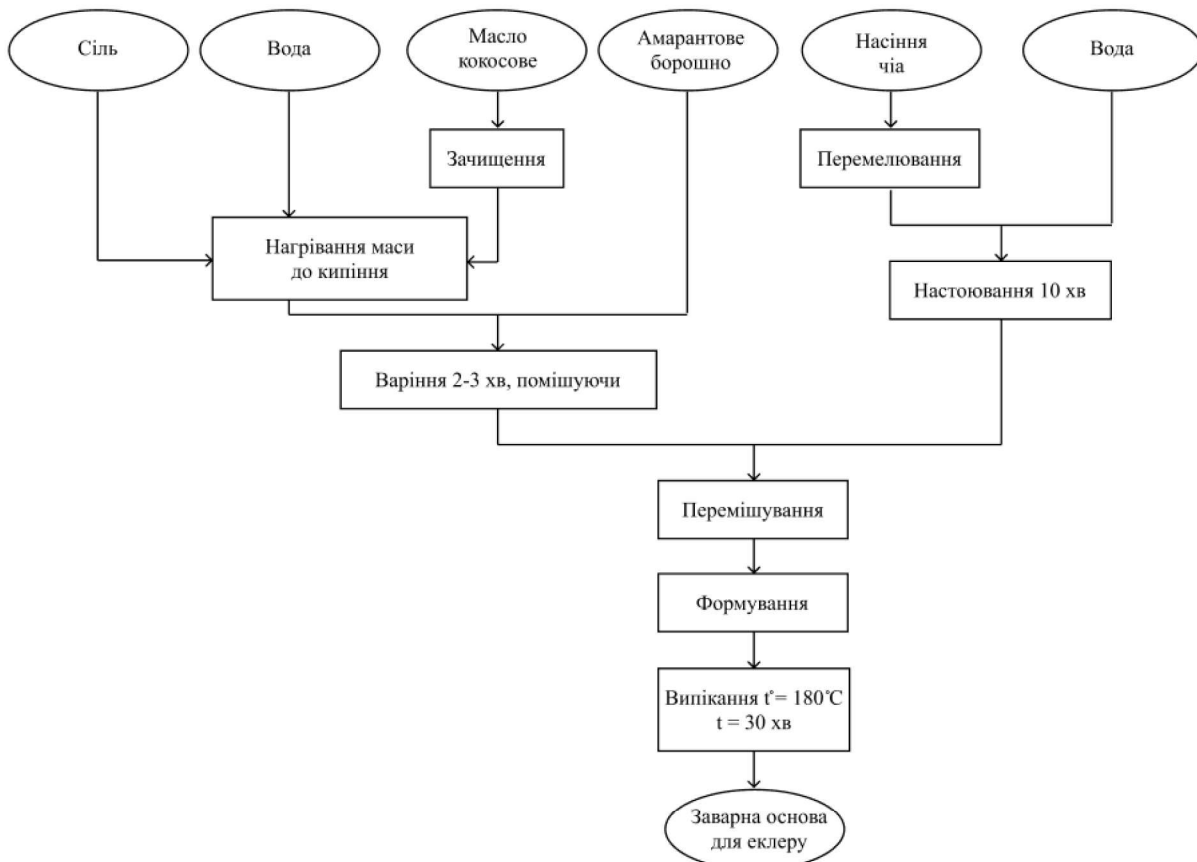 Сіль
Вода
Масло
кокосове
Амарантове
борошно
Насіння
чіа
Вода
Зачищення
Перемелювання
Нагрівання маси
до кипіння
Настоювання 10 хв
Варіння 2-3 хв, помішуючи
Перемішування
Формування
Випікання t°= 180℃
t = 30 хв
Заварна основа
для еклеру